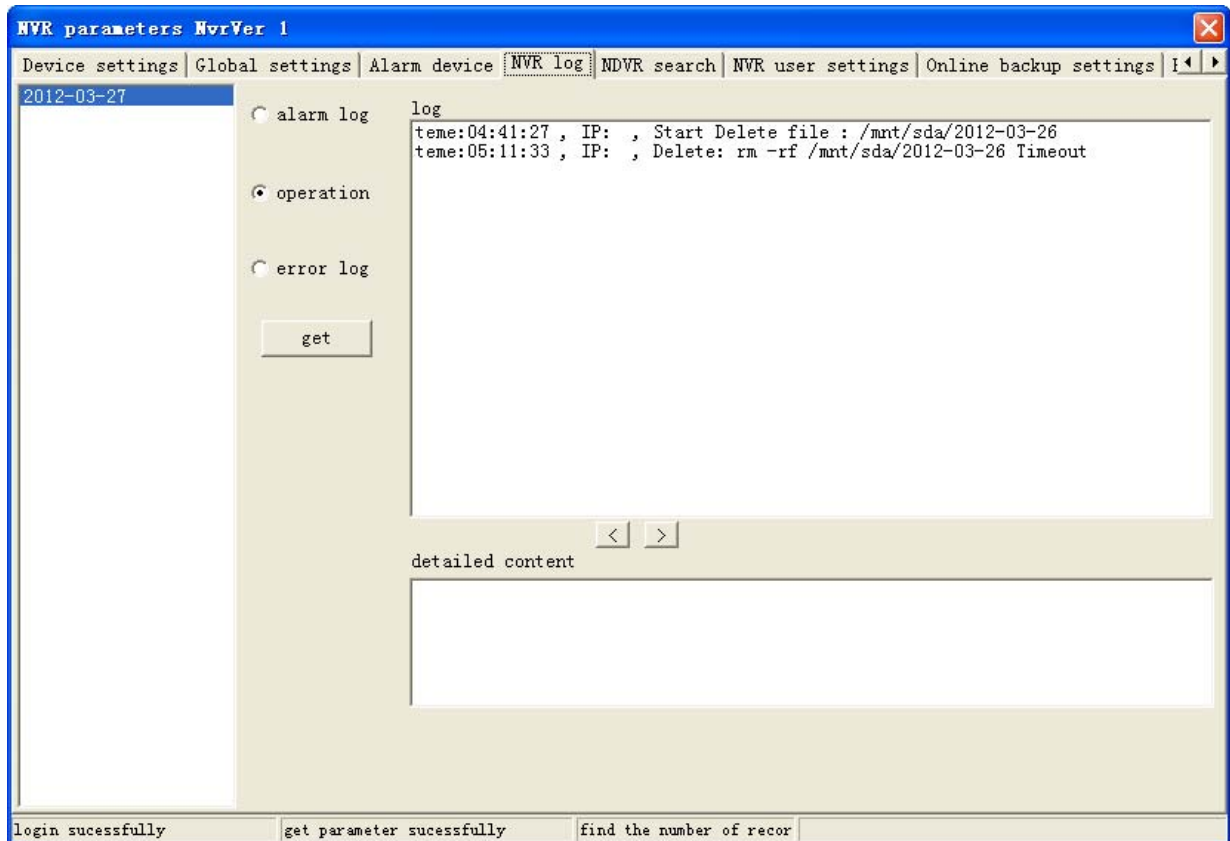 NVR parameters NvrVer 1
Device settings Global settings Alarm device NVR log NDVR search NVR user settings Online backup settings
2012-03-27
alarm log
operation
error log
get
log
teme:04:41:27 , IP:  , Start Delete file : /mnt/sda/2012-03-26
teme:05:11:33 , IP:  , Delete: rm -rf /mnt/sda/2012-03-26 Timeout
< >
detailed content
login sucessfully get parameter sucessfully find the number of recor